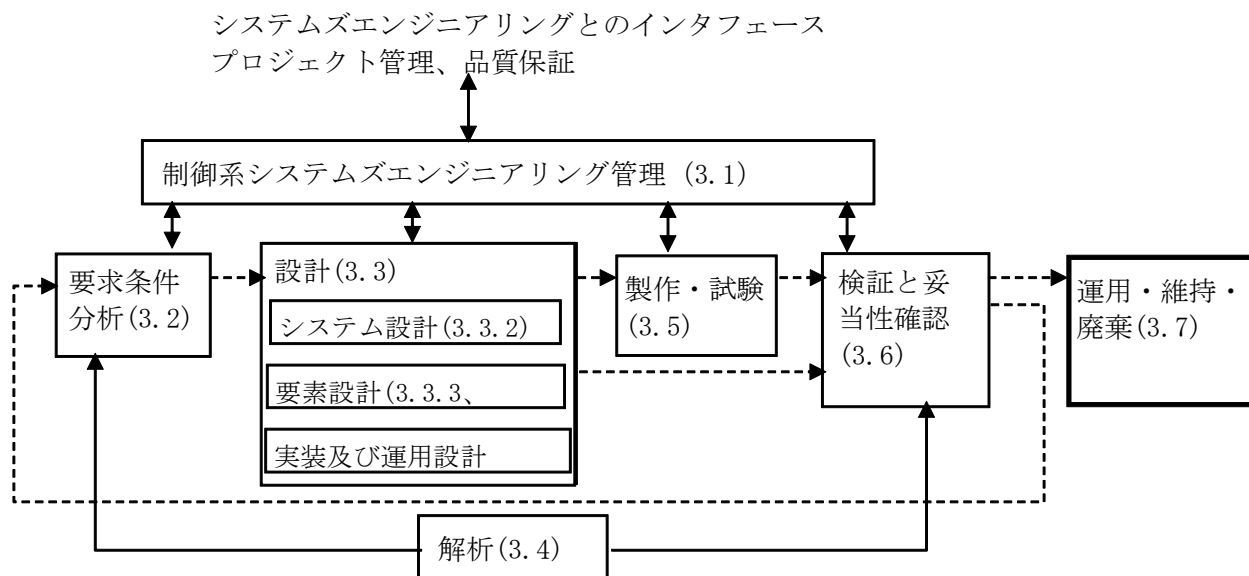 システムズエンジニアリングとのインタフェース
プロジェクト管理、品質保証
制御系システムズエンジニアリング管理 (3.1)
要求条件
分析(3.2)
設計(3.3)
システム設計(3.3.2)
要素設計(3.3.3、
実装及び運用設計
製作・試験
(3.5)
検証と妥
当性確認
(3.6)
運用・維持・
廃棄(3.7)
解析(3.4)